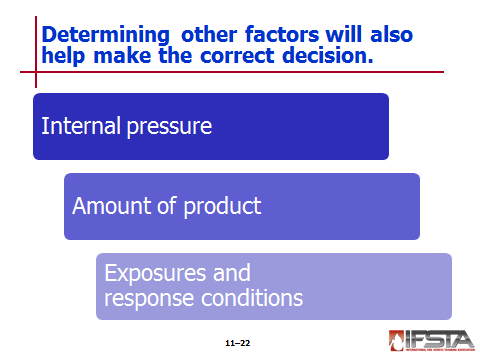 Determining other factors will also
help make the correct decision.
Internal pressure
Amount of product
Exposures and
response conditions
11–22
IFSTA
INTERNATIONAL FIRE SERVICE TRAINING ASSOCIATION